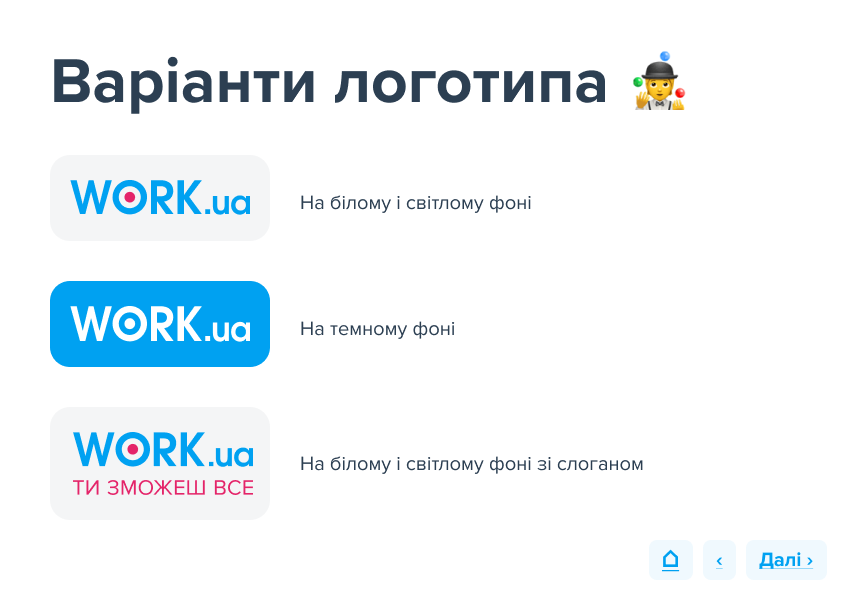 Варіанти логотипа
WORK.ua
На білому і світлому фоні
WORK.ua
На темному фоні
WORK.ua
ТИ ЗМОЖЕШ ВСЕ
На білому і світлому фоні зі слоганом
‹
Далі ›